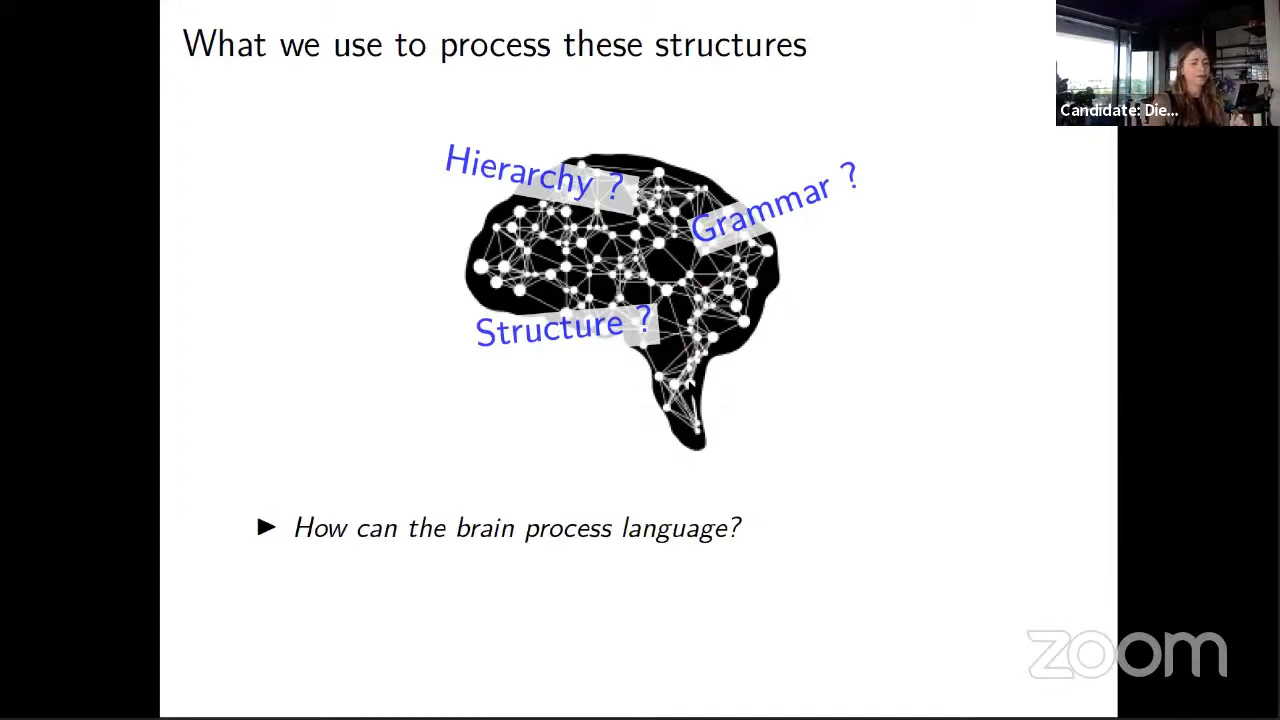 What we use to process these structures
Candidate: Die...
Hierarchy ?
Grammar ?
Structure ?
► How can the brain process language?
zoom